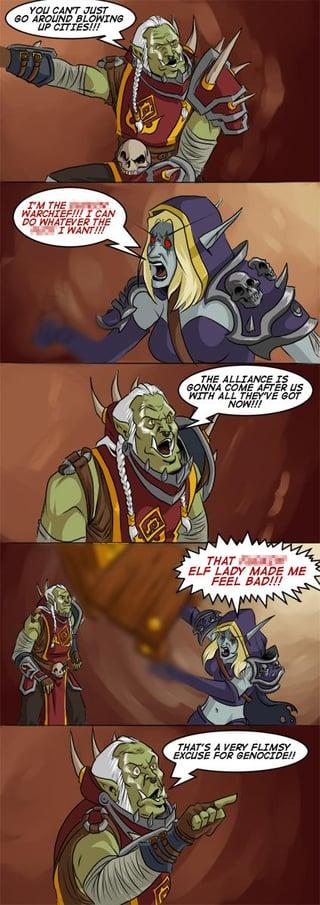 YOU CAN'T JUST
GO AROUND BLOWING
UP CITIES!!!
I'M THE
WARCHIEF!!! I CAN
DO WHATEVER THE
I WANT!!!
THE ALLIANCE IS
GONNA COME AFTER US
WITH ALL THEY'VE GOT
NOW!!!
THAT
ELF LADY MADE ME
FEEL BAD!!!
THAT'S A VERY FLIMSY
EXCUSE FOR GENOCIDE!!